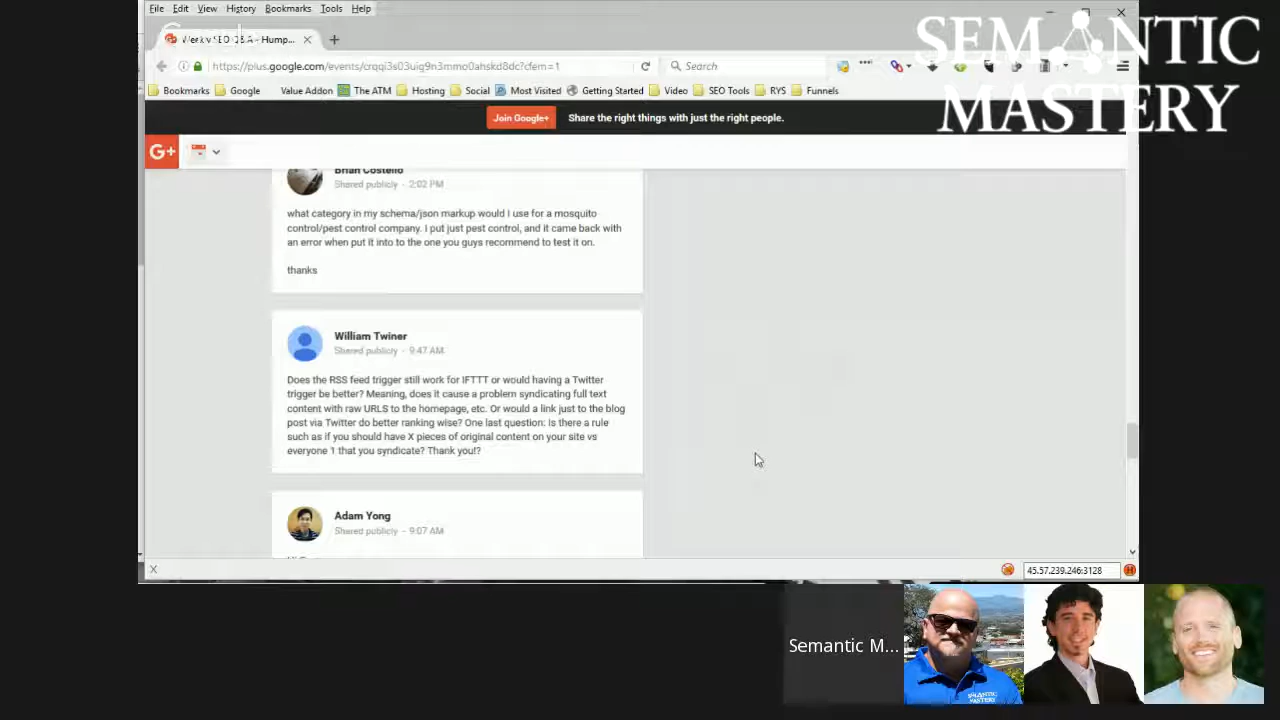 File Edit View History Bookmarks Tools Help
SEMANTIC
MASTERY
Hump...
https://plus.google.com/events/crqqi3s03uig9n3mmo0ahskd8dc?cfem=1
Search
Bookmarks Google Value Addon The ATM Hosting Social Most Visited Getting Started Video SEO Tools RYS Funnels
Join Google+ Share the right things with just the right people.
G+
Brian Costello
Shared publicly - 2:02 PM
what category in my schema/json markup would I use for a mosquito
control/pest control company. I put just pest control, and it came back with
an error when put it into to the one you guys recommend to test it on.
thanks
William Twiner
Shared publicly - 9:47 AM
Does the RSS feed trigger still work for IFTTT or would having a Twitter
trigger be better? Meaning, does it cause a problem syndicating full text
content with raw URLS to the homepage, etc. Or would a link just to the blog
post via Twitter do better ranking wise? One last question: Is there a rule
such as if you should have X pieces of original content on your site vs
everyone 1 that you syndicate? Thank you!?
Adam Yong
Shared publicly - 9:07 AM
X
45.57.239.246:3128
Semantic M...
SEMANTIC
MASTERY